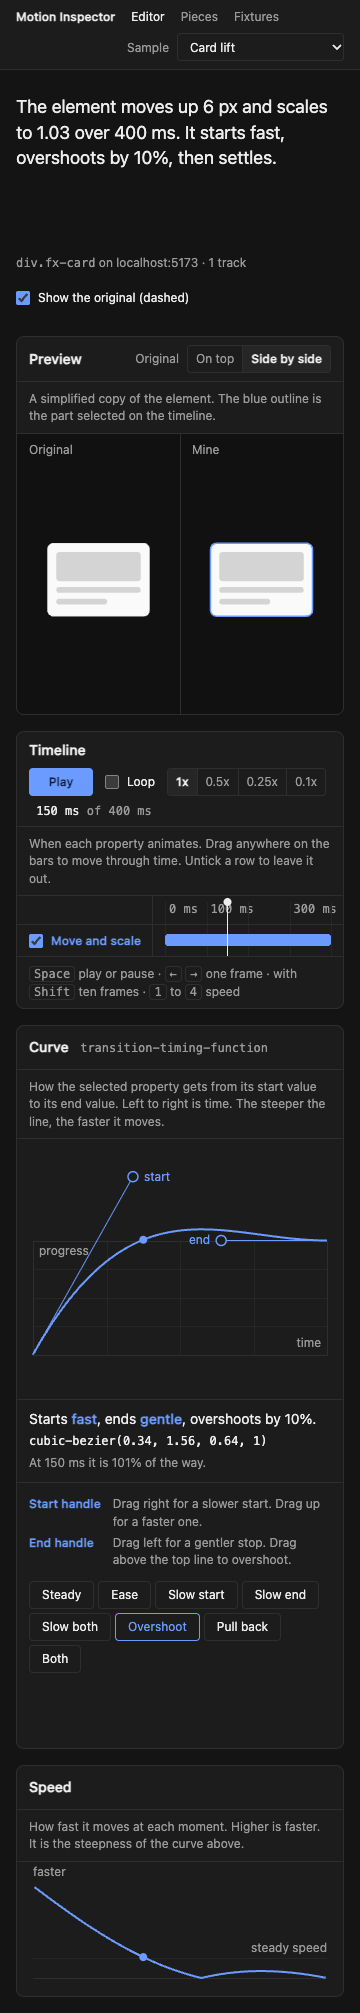 Motion Inspector Editor Pieces Fixtures
Sample Card lift
The element moves up 6 px and scales
to 1.03 over 400 ms. It starts fast,
overshoots by 10%, then settles.
div.fx-card on localhost:5173 · 1 track
Show the original (dashed)
Preview Original On top Side by side
A simplified copy of the element. The blue outline is
the part selected on the timeline.
Original Mine
Timeline
Play Loop 1x 0.5x 0.25x 0.1x
150 ms of 400 ms
When each property animates. Drag anywhere on the
bars to move through time. Untick a row to leave it
out.
0 ms 100 ms 300 ms
Move and scale
Space play or pause · ← → one frame · with
Shift ten frames · 1 to 4 speed
Curve transition-timing-function
How the selected property gets from its start value
to its end value. Left to right is time. The steeper the
line, the faster it moves.
start
end
progress
time
Starts fast, ends gentle, overshoots by 10%.
cubic-bezier(0.34, 1.56, 0.64, 1)
At 150 ms it is 101% of the way.
Start handle Drag right for a slower start. Drag up
for a faster one.
End handle Drag left for a gentler stop. Drag
above the top line to overshoot.
Steady Ease Slow start Slow end
Slow both Overshoot Pull back
Both
Speed
How fast it moves at each moment. Higher is faster.
It is the steepness of the curve above.
faster
steady speed